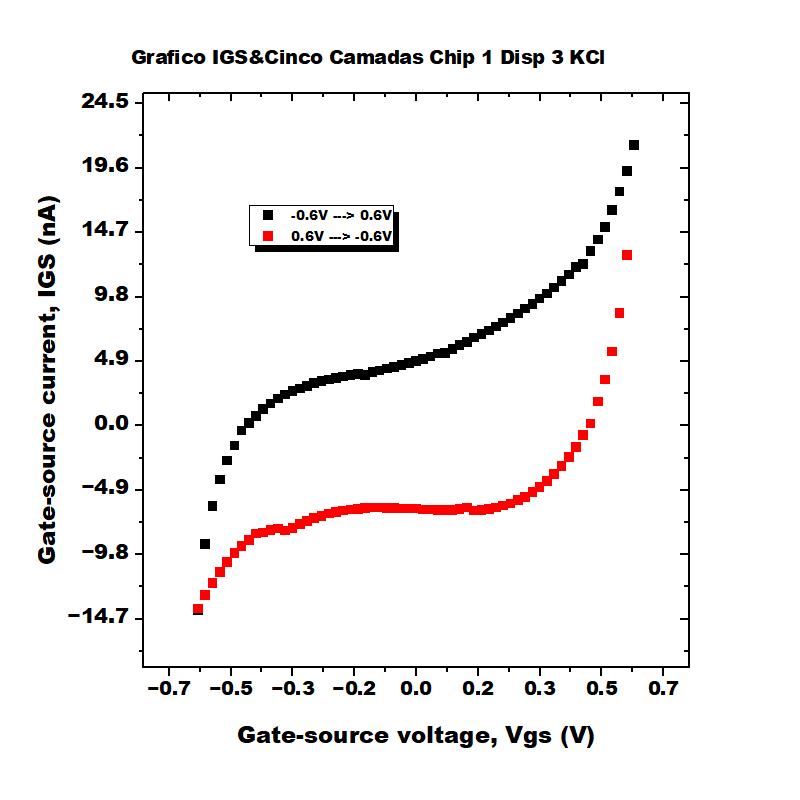 Grafico IGS&Cinco Camadas Chip 1 Disp 3 KCl
24.5
19.6
14.7
9.8
4.9
0.0
−4.9
−9.8
−14.7
-0.6V ---> 0.6V
0.6V ---> -0.6V
Gate-source current, IGS (nA)
−0.7 −0.5 −0.3 −0.2 0.0 0.2 0.3 0.5 0.7
Gate-source voltage, Vgs (V)